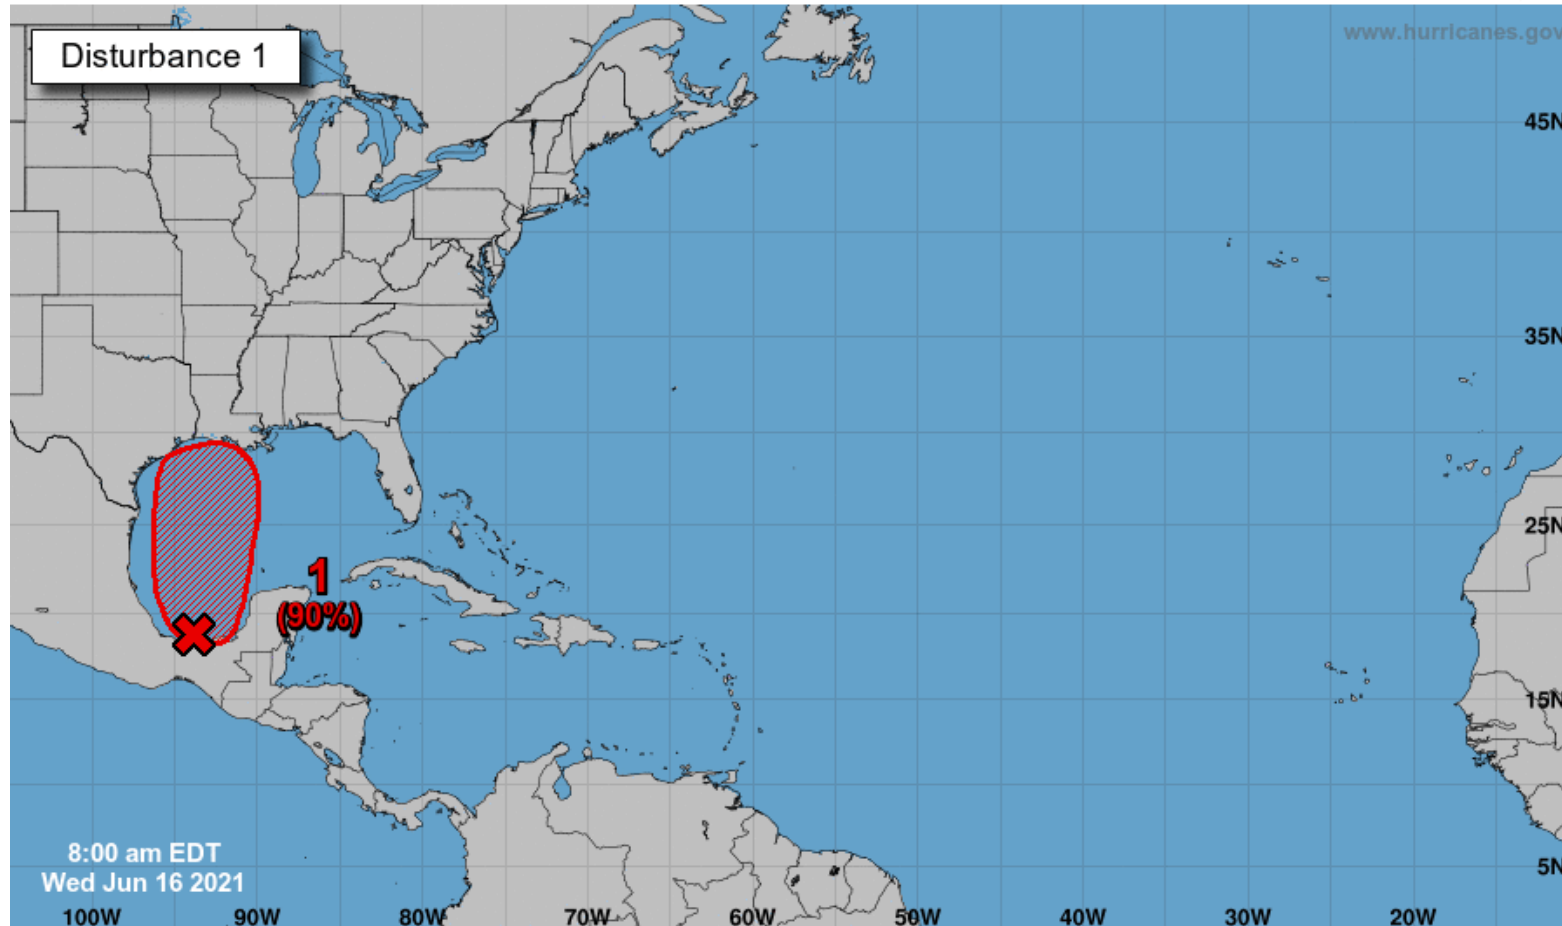 Disturbance 1
www.hurricanes.gov
45N
35N
25N
1
(90%)
15N
8:00 am EDT
Wed Jun 16 2021
5N
100W 90W 80W 70W 60W 50W 40W 30W 20W